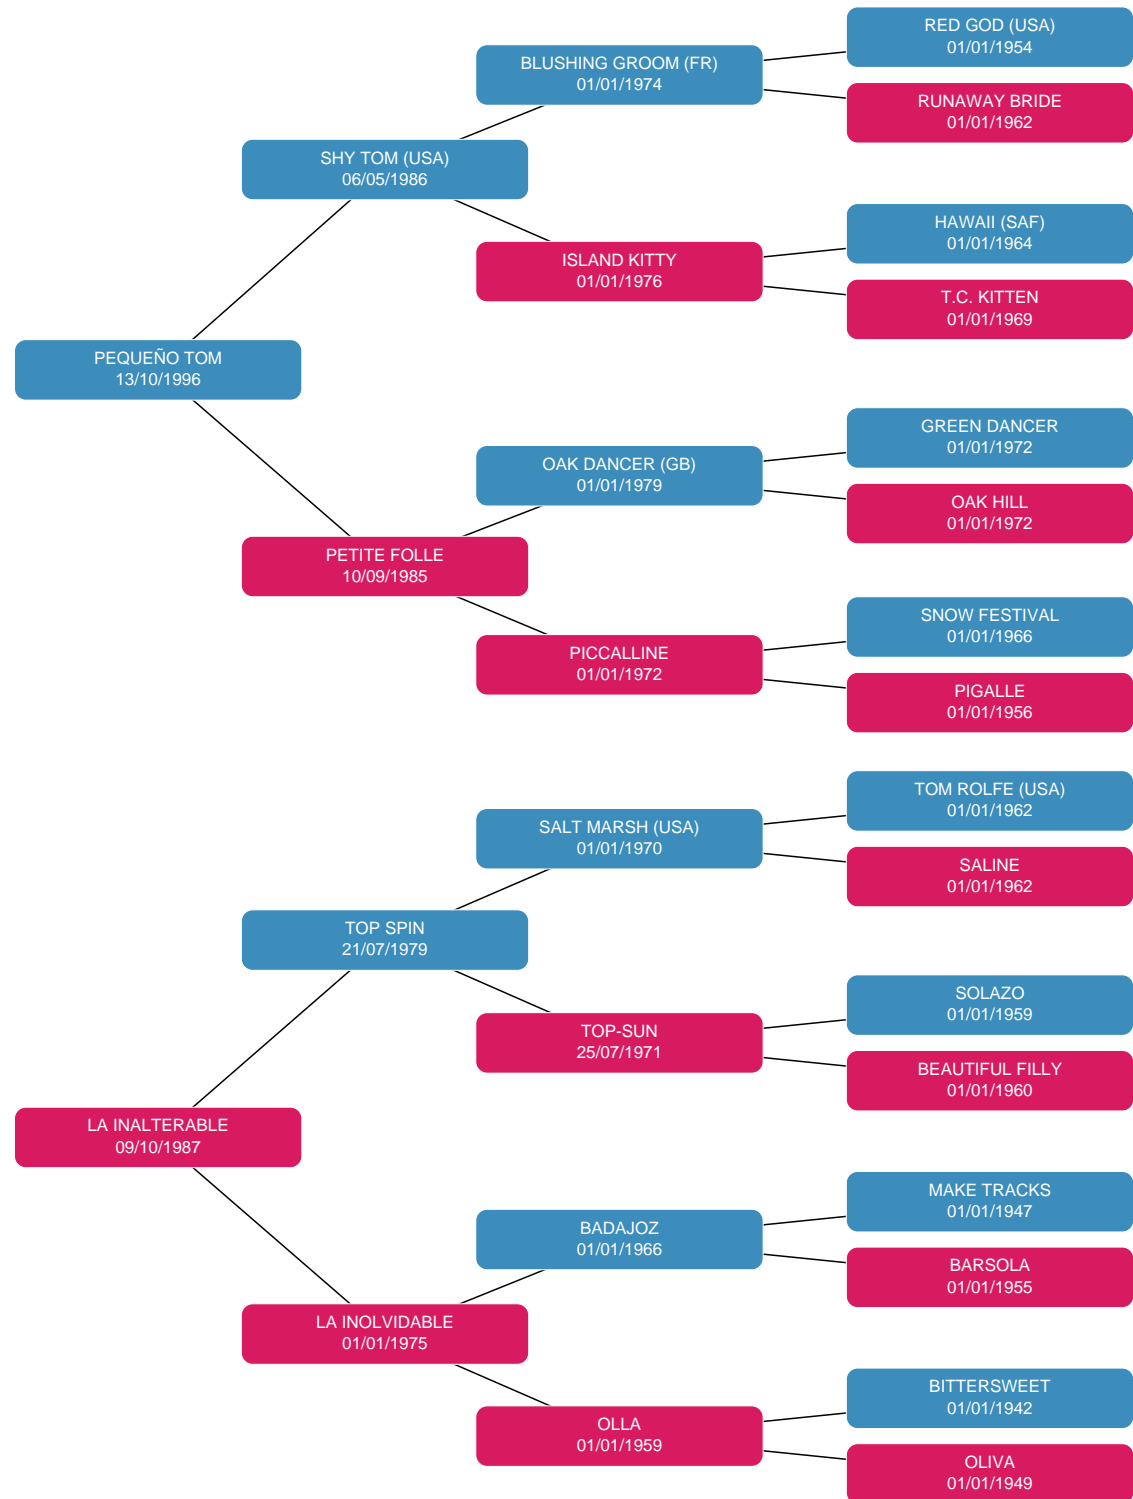 RED GOD (USA)
01/01/1954
BLUSHING GROOM (FR)
01/01/1974
RUNAWAY BRIDE
01/01/1962
SHY TOM (USA)
06/05/1986
HAWAII (SAF)
01/01/1964
ISLAND KITTY
01/01/1976
T.C. KITTEN
01/01/1969
PEQUEÑO TOM
13/10/1996
GREEN DANCER
01/01/1972
OAK DANCER (GB)
01/01/1979
OAK HILL
01/01/1972
PETITE FOLLE
10/09/1985
SNOW FESTIVAL
01/01/1966
PICCALLINE
01/01/1972
PIGALLE
01/01/1956
TOM ROLFE (USA)
01/01/1962
SALT MARSH (USA)
01/01/1970
SALINE
01/01/1962
TOP SPIN
21/07/1979
SOLAZO
01/01/1959
TOP-SUN
25/07/1971
BEAUTIFUL FILLY
01/01/1960
LA INALTERABLE
09/10/1987
MAKE TRACKS
01/01/1947
BADAJOZ
01/01/1966
BARSOLA
01/01/1955
LA INOLVIDABLE
01/01/1975
BITTERSWEET
01/01/1942
OLLA
01/01/1959
OLIVA
01/01/1949